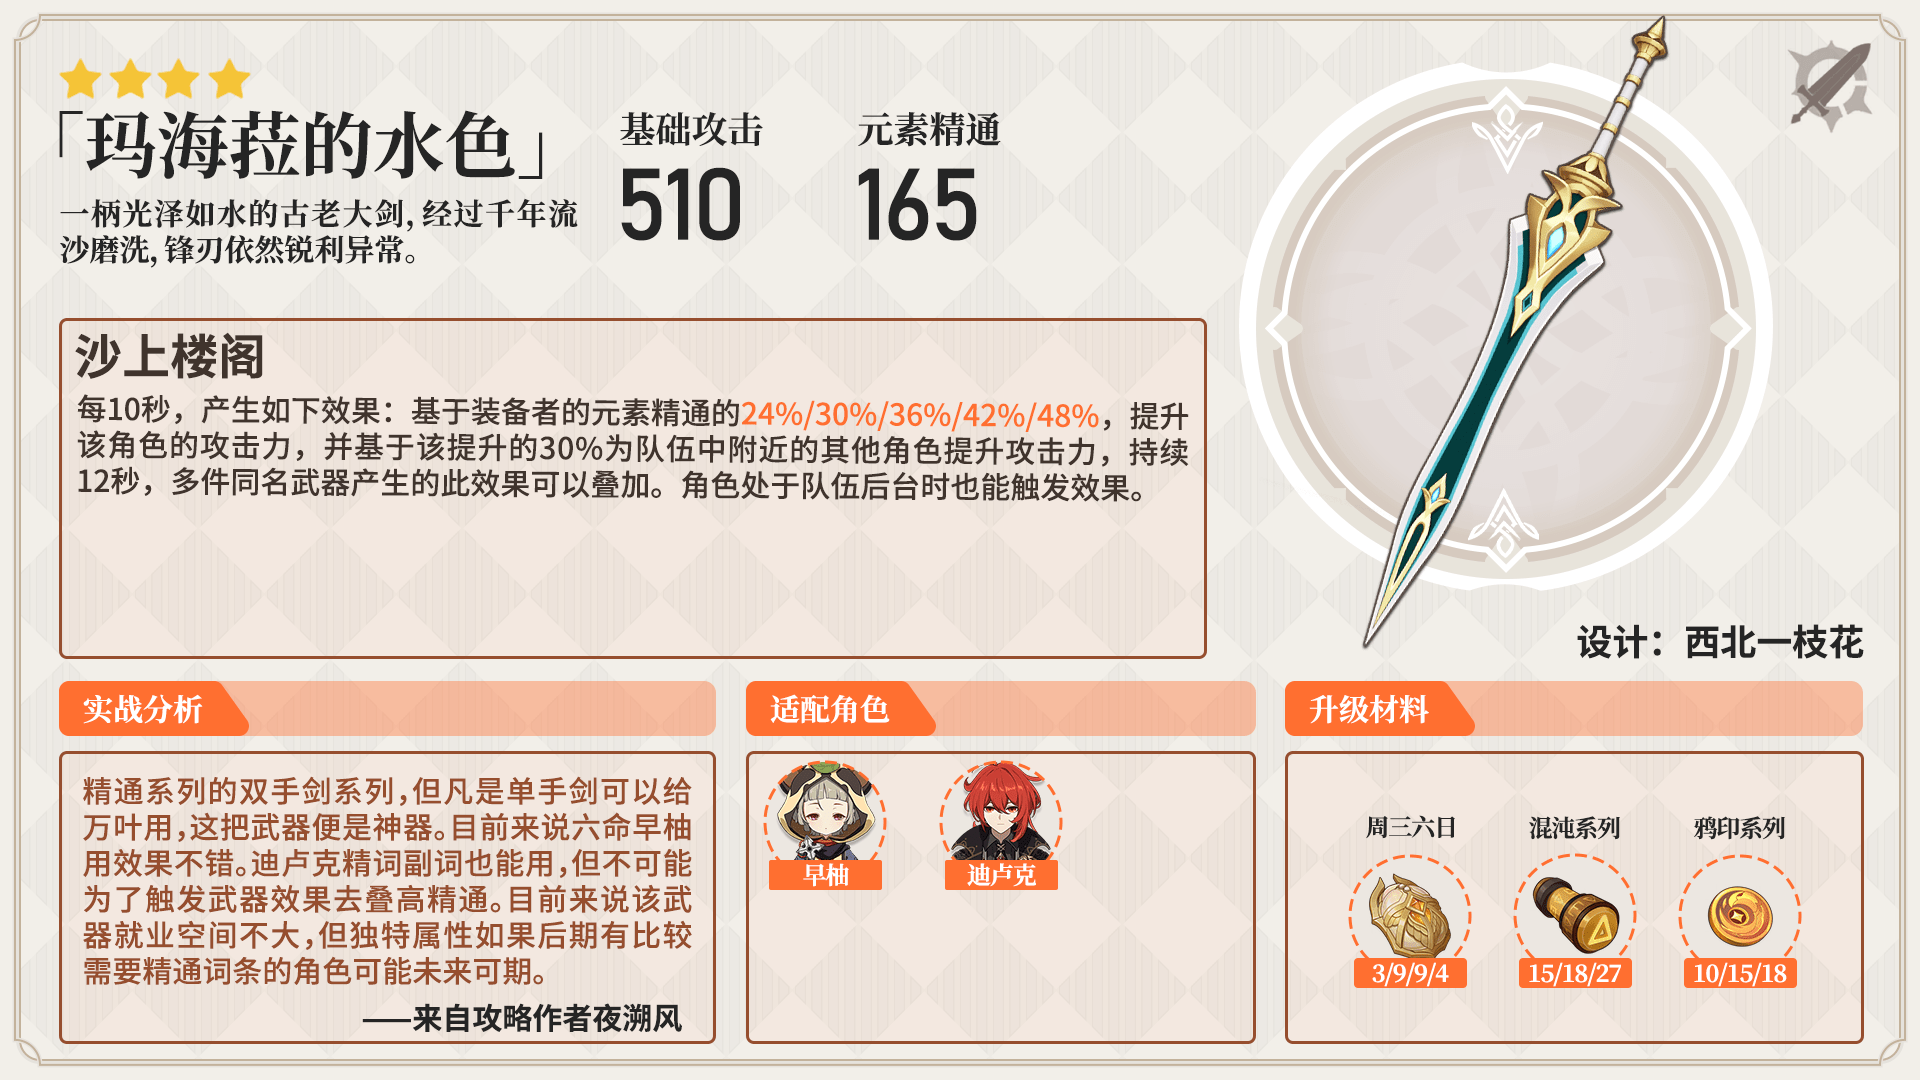 「玛海菈的水色」
一柄光泽如水的古老大剑，经过千年流
沙磨洗，锋刃依然锐利异常。
基础攻击
510
元素精通
165
沙上楼阁
每10秒，产生如下效果：基于装备者的元素精通的24%/30%/36%/42%/48%，提升
该角色的攻击力，并基于该提升的30%为队伍中附近的其他角色提升攻击力，持续
12秒，多件同名武器产生的此效果可以叠加。角色处于队伍后台时也能触发效果。
设计：西北一枝花
实战分析
精通系列的双手剑系列，但凡是单手剑可以给
万叶用，这把武器便是神器。目前来说六命早柚
用效果不错。迪卢克精词副词也能用，但不可能
为了触发武器效果去叠高精通。目前来说该武
器就业空间不大，但独特属性如果后期有比较
需要精通词条的角色可能未来可期。
——来自攻略作者夜溯风
适配角色
早柚
迪卢克
升级材料
周三六日
3/9/9/4
混沌系列
15/18/27
鸦印系列
10/15/18